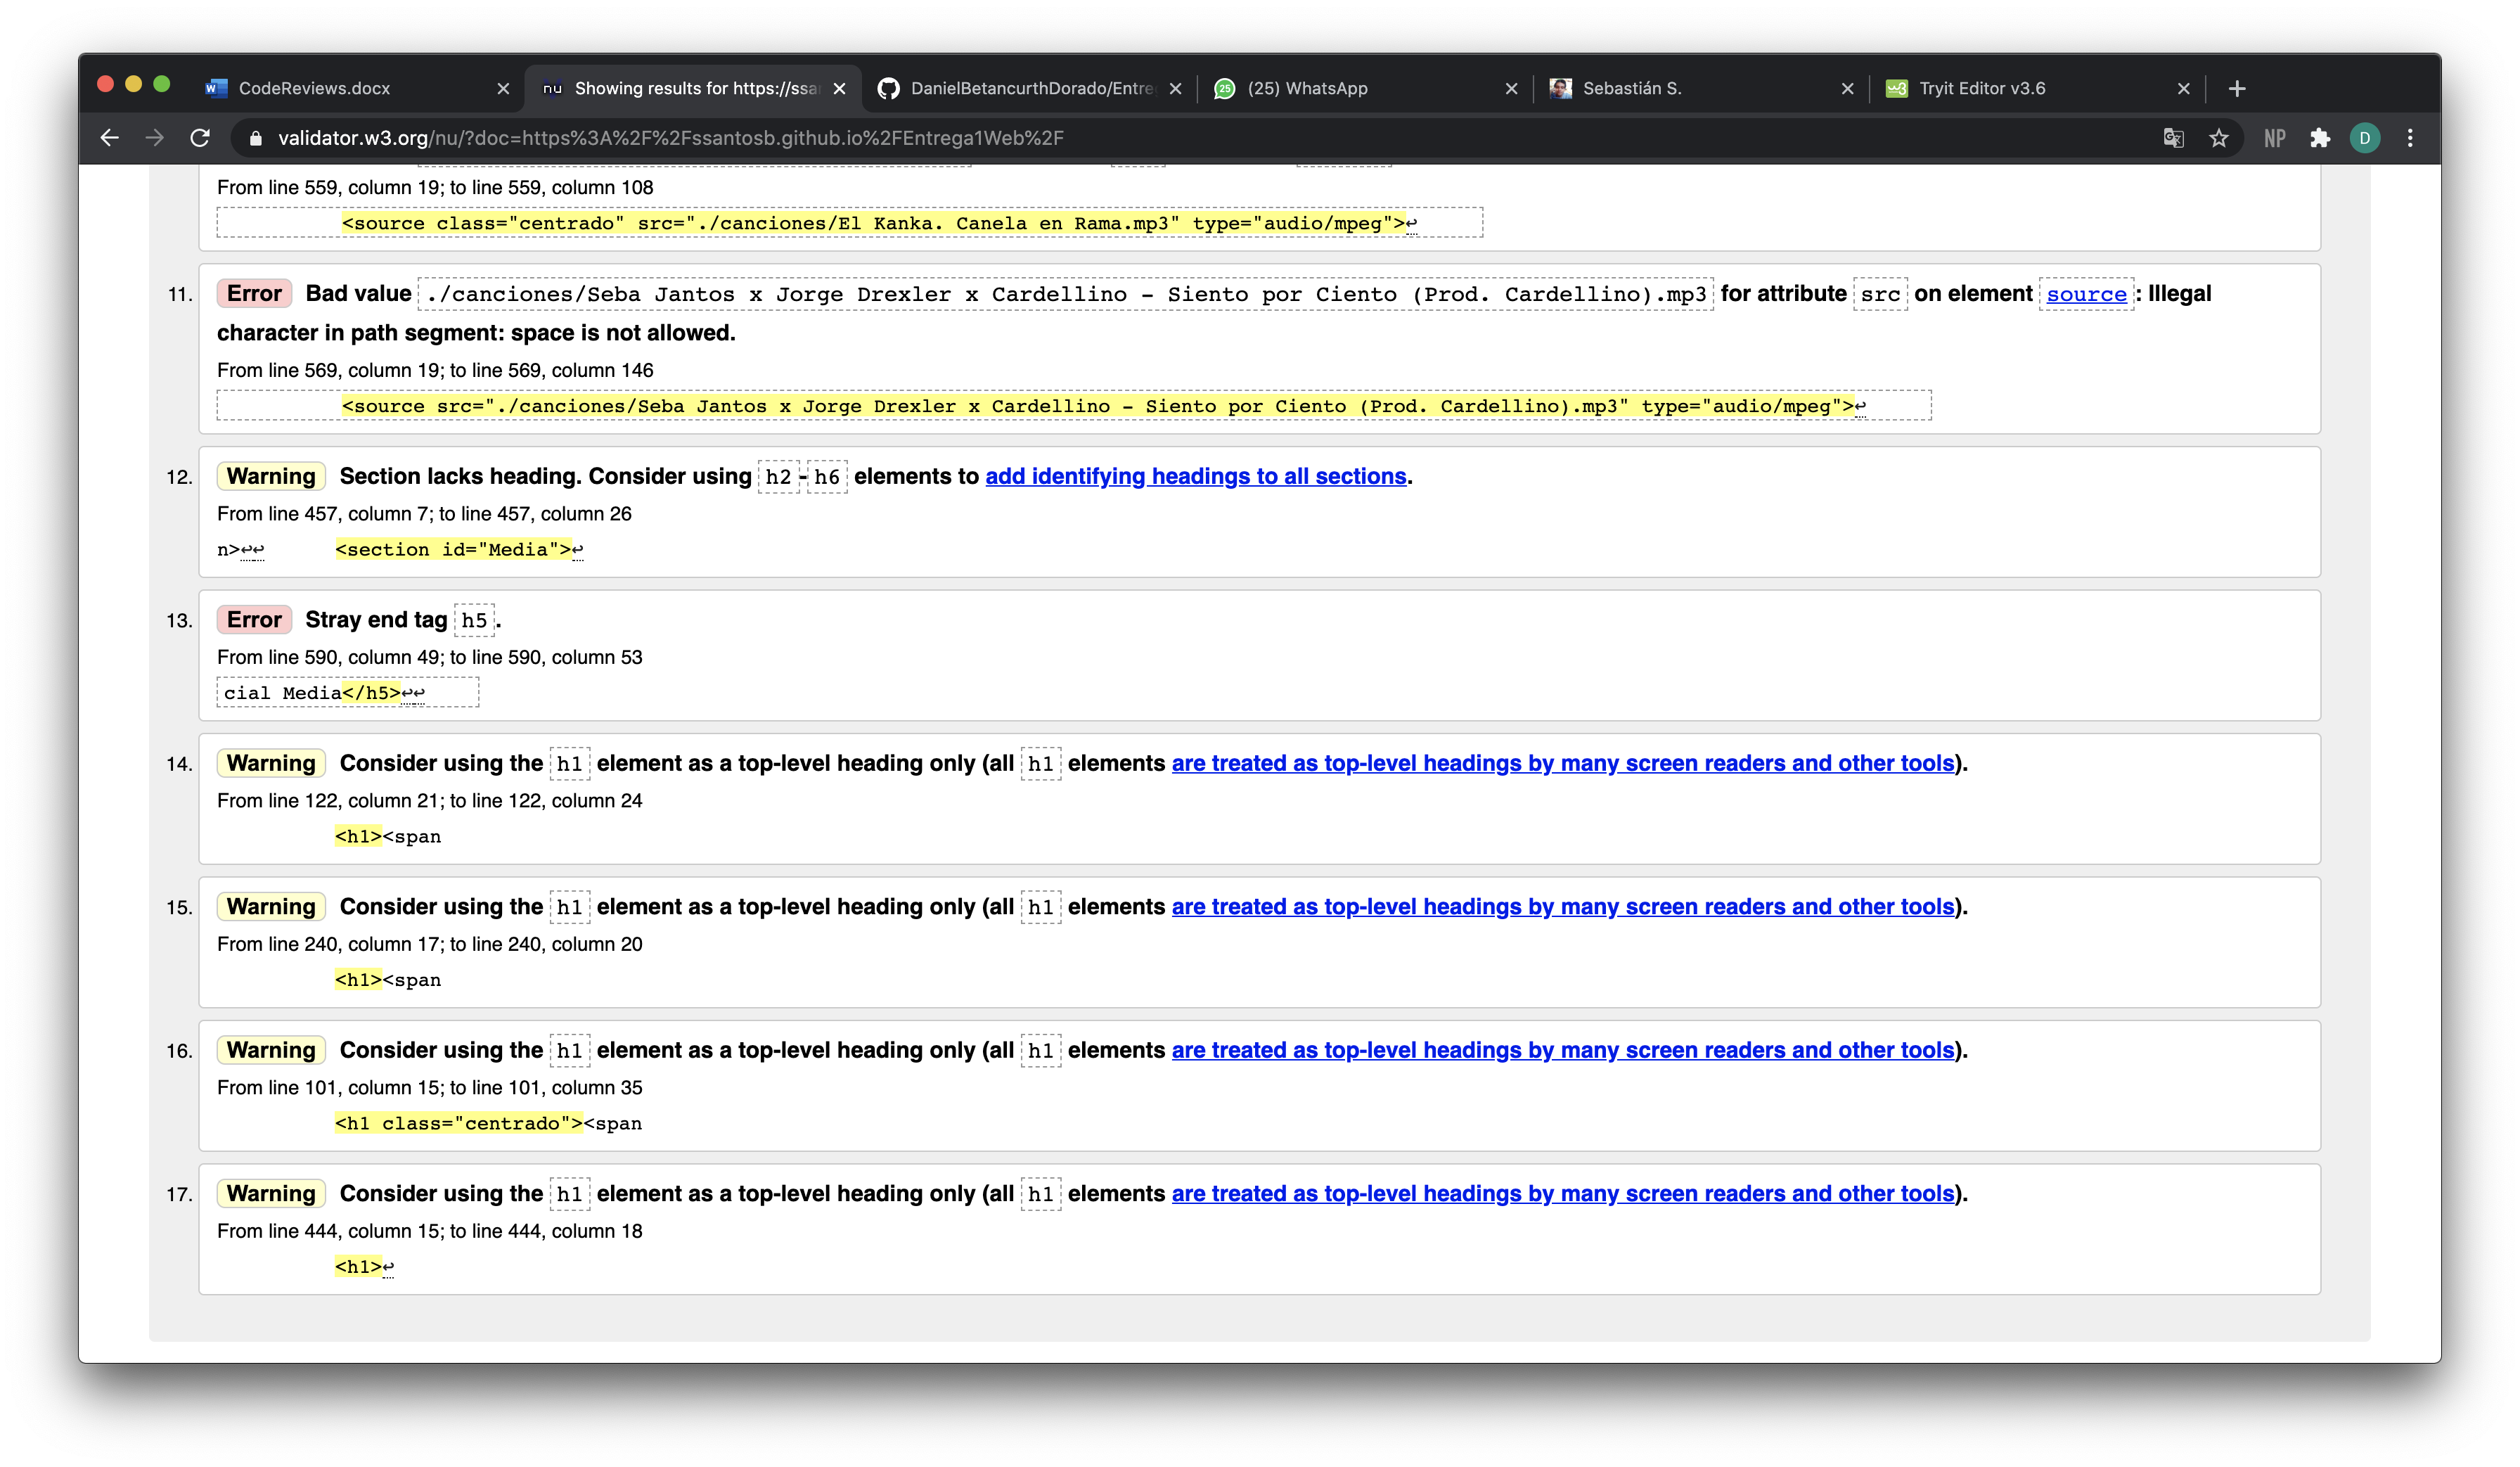 CodeReviews.docx
Showing results for https://ssa
DanielBetancurthDorado/Entre
(25) WhatsApp
Sebastián S.
Tryit Editor v3.6
validator.w3.org/nu/?doc=https%3A%2F%2Fssantosb.github.io%2FEntrega1Web%2F
NP
D
From line 559, column 19; to line 559, column 108
<source class="centrado" src="./canciones/El Kanka. Canela en Rama.mp3" type="audio/mpeg">↩
11. Error Bad value ./canciones/Seba Jantos x Jorge Drexler x Cardellino – Siento por Ciento (Prod. Cardellino).mp3 for attribute src on element source: Illegal
character in path segment: space is not allowed.
From line 569, column 19; to line 569, column 146
<source src="./canciones/Seba Jantos x Jorge Drexler x Cardellino – Siento por Ciento (Prod. Cardellino).mp3" type="audio/mpeg">↩
12. Warning Section lacks heading. Consider using h2-h6 elements to add identifying headings to all sections.
From line 457, column 7; to line 457, column 26
n>↩↩ <section id="Media">↩
13. Error Stray end tag h5.
From line 590, column 49; to line 590, column 53
cial Media</h5>↩↩
14. Warning Consider using the h1 element as a top-level heading only (all h1 elements are treated as top-level headings by many screen readers and other tools).
From line 122, column 21; to line 122, column 24
<h1><span
15. Warning Consider using the h1 element as a top-level heading only (all h1 elements are treated as top-level headings by many screen readers and other tools).
From line 240, column 17; to line 240, column 20
<h1><span
16. Warning Consider using the h1 element as a top-level heading only (all h1 elements are treated as top-level headings by many screen readers and other tools).
From line 101, column 15; to line 101, column 35
<h1 class="centrado"><span
17. Warning Consider using the h1 element as a top-level heading only (all h1 elements are treated as top-level headings by many screen readers and other tools).
From line 444, column 15; to line 444, column 18
<h1>↩